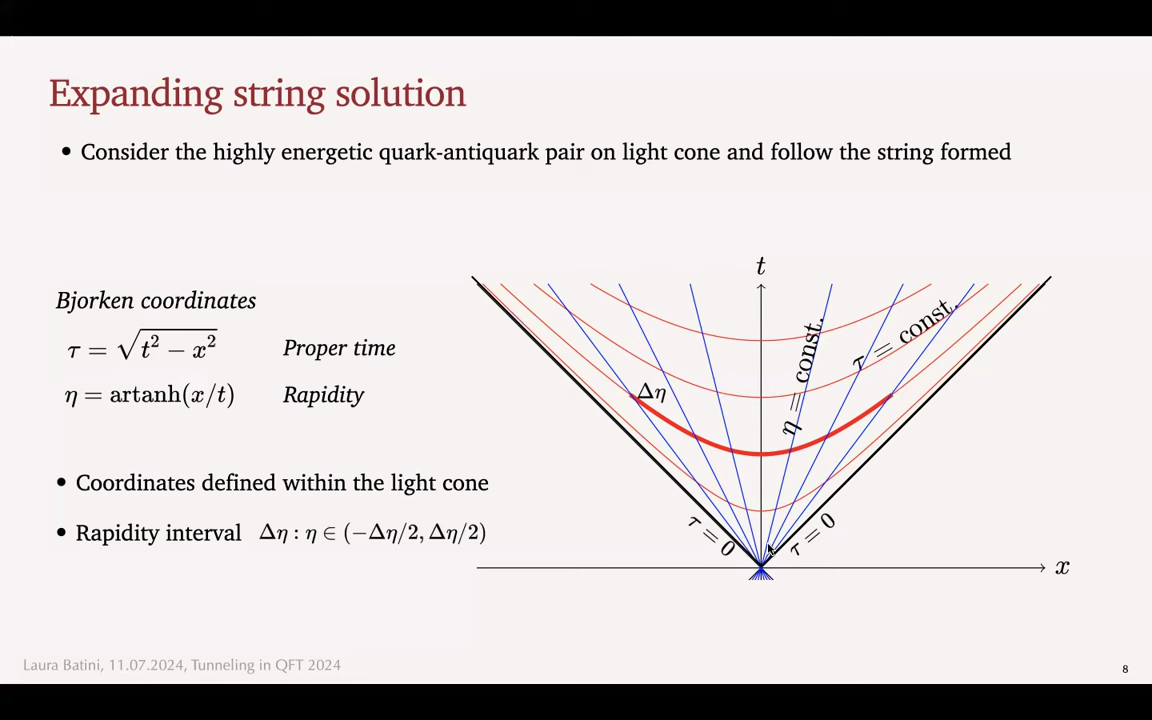 Expanding string solution
• Consider the highly energetic quark-antiquark pair on light cone and follow the string formed
Bjorken coordinates
τ = √(t² − x²) Proper time
η = artanh(x/t) Rapidity
• Coordinates defined within the light cone
• Rapidity interval Δη : η ∈ (−Δη/2, Δη/2)
t
η = const.
τ = const.
Δη
τ = 0
τ = 0
x
Laura Batini, 11.07.2024, Tunneling in QFT 2024
8